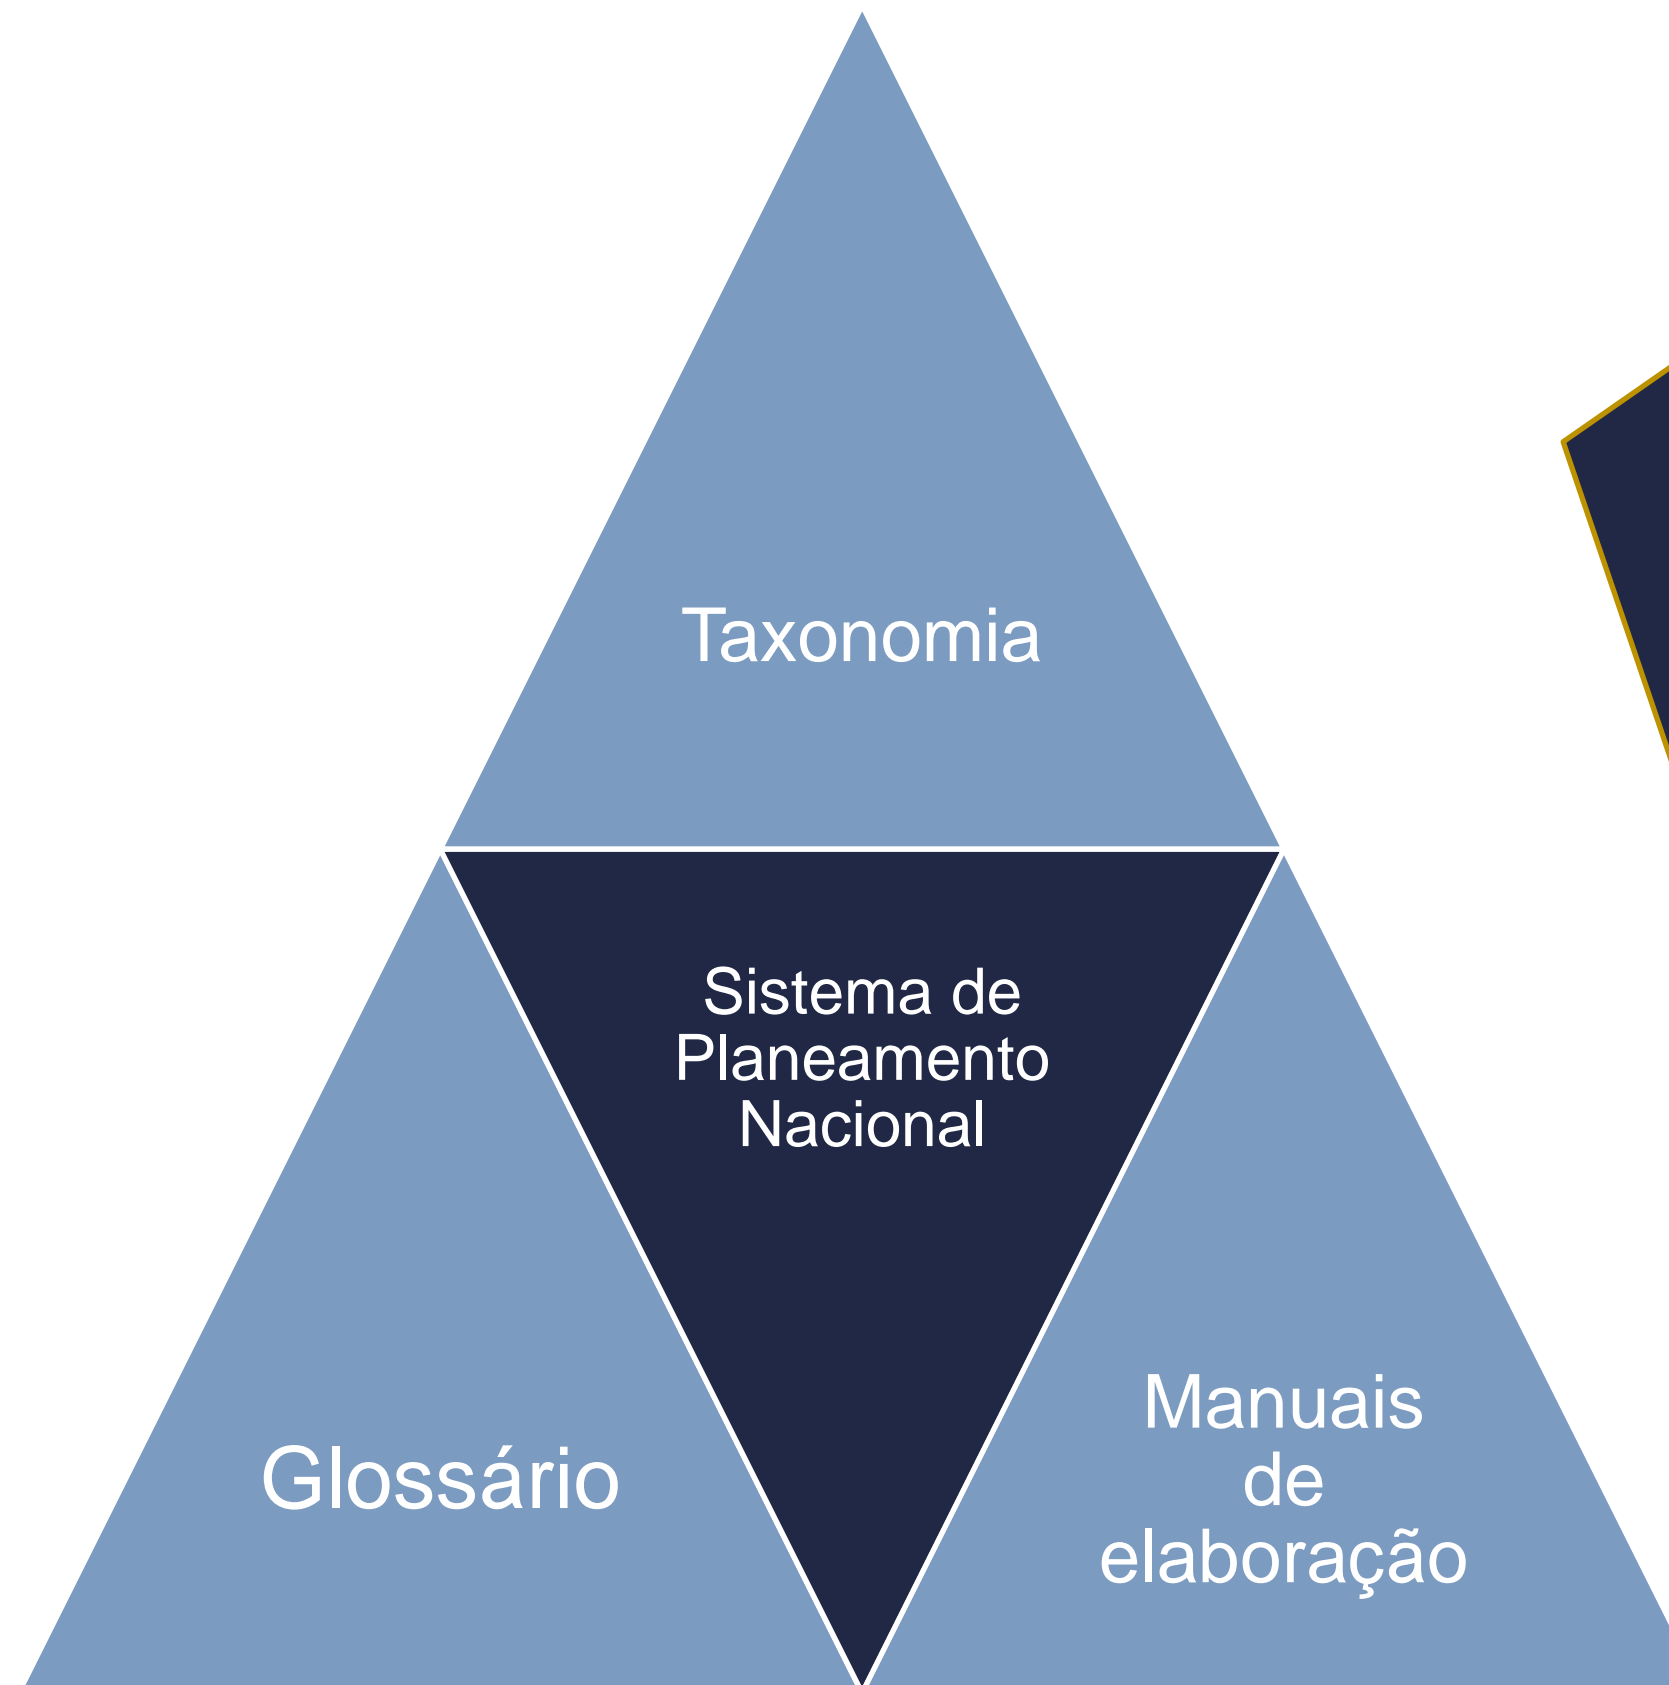 Taxonomia
Sistema de
Planeamento
Nacional
Glossário
Manuais
de
elaboração